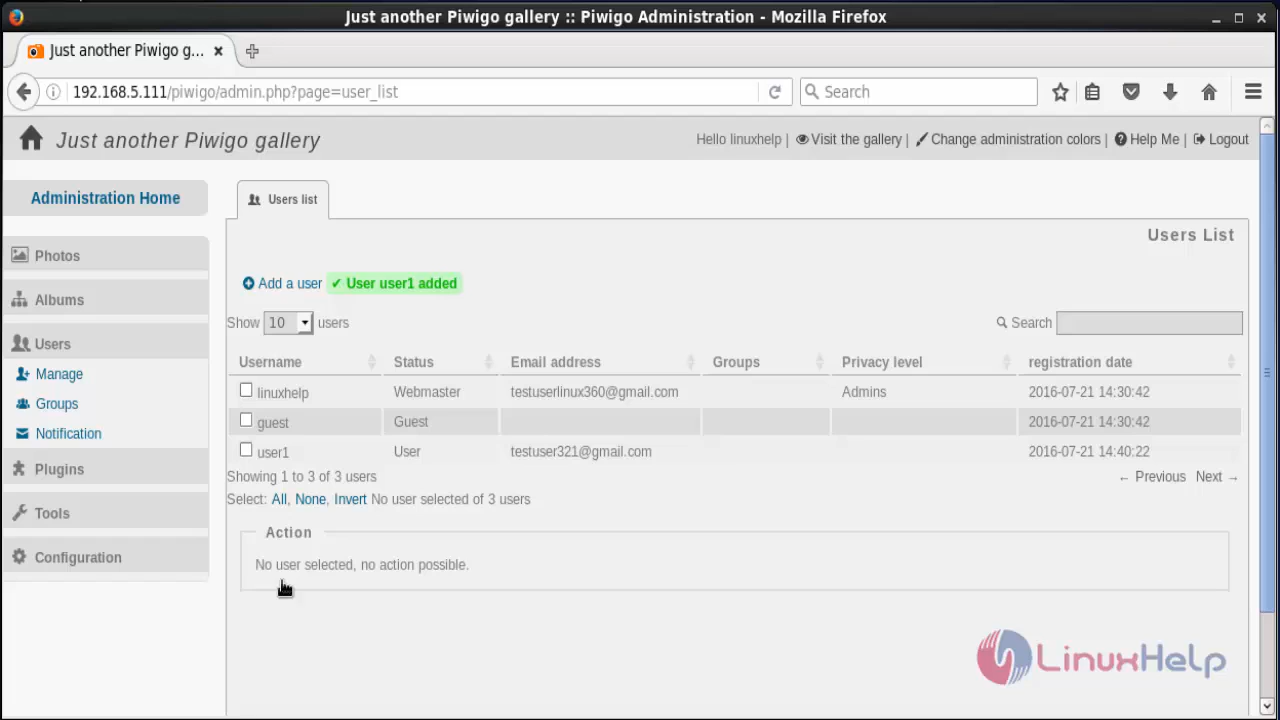 Just another Piwigo gallery :: Piwigo Administration - Mozilla Firefox
Just another Piwigo g...
192.168.5.111/piwigo/admin.php?page=user_list
Search
Just another Piwigo gallery
Hello linuxhelp | Visit the gallery | Change administration colors | Help Me | Logout
Administration Home
Photos
Albums
Users
Manage
Groups
Notification
Plugins
Tools
Configuration
Users list
Users List
Add a user ✓ User user1 added
Show 10 users
Search
Username Status Email address Groups Privacy level registration date
linuxhelp Webmaster testuserlinux360@gmail.com Admins 2016-07-21 14:30:42
guest Guest 2016-07-21 14:30:42
user1 User testuser321@gmail.com 2016-07-21 14:40:22
Showing 1 to 3 of 3 users ← Previous Next →
Select: All, None, Invert No user selected of 3 users
Action
No user selected, no action possible.
LinuxHelp